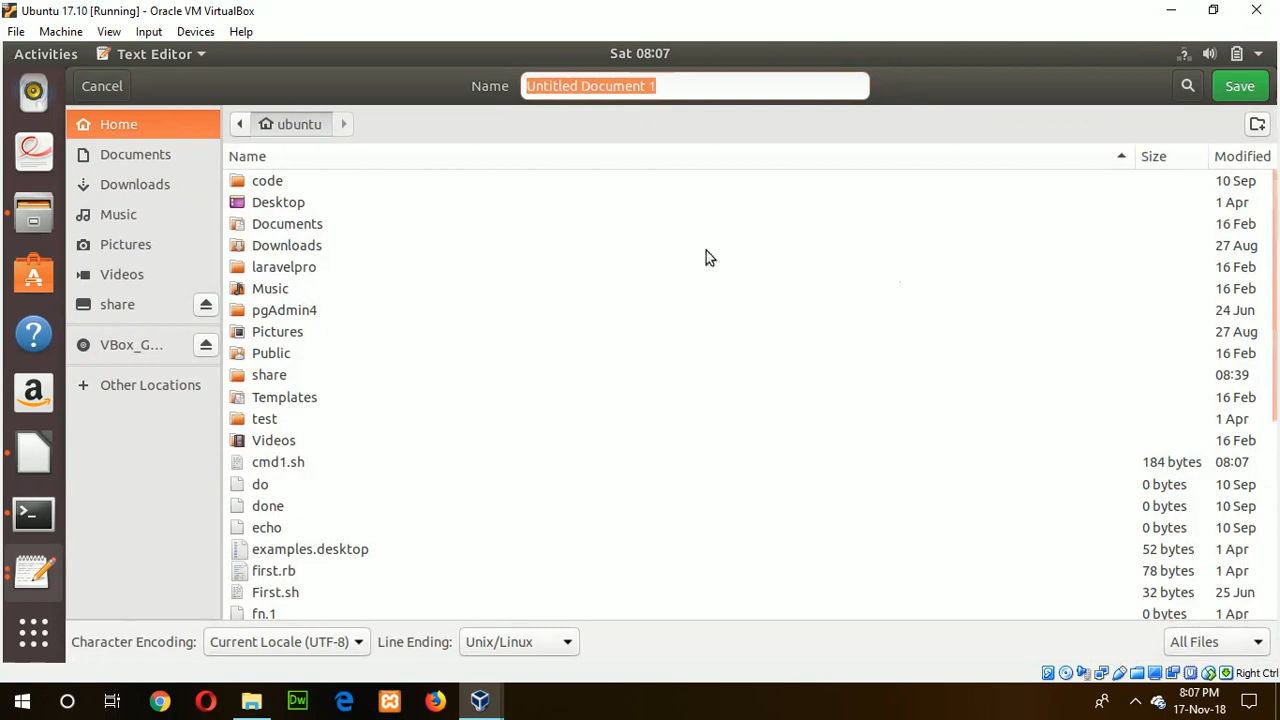 Ubuntu 17.10 [Running] - Oracle VM VirtualBox
File Machine View Input Devices Help
Activities Text Editor Sat 08:07
Cancel Name Untitled Document 1 Save
Home ubuntu
Documents
Downloads
Music
Pictures
Videos
share
VBox_G...
+ Other Locations
Name Size Modified
code 10 Sep
Desktop 1 Apr
Documents 16 Feb
Downloads 27 Aug
laravelpro 16 Feb
Music 16 Feb
pgAdmin4 24 Jun
Pictures 27 Aug
Public 16 Feb
share 08:39
Templates 16 Feb
test 1 Apr
Videos 16 Feb
cmd1.sh 184 bytes 08:07
do 0 bytes 10 Sep
done 0 bytes 10 Sep
echo 0 bytes 10 Sep
examples.desktop 52 bytes 1 Apr
first.rb 78 bytes 1 Apr
First.sh 32 bytes 25 Jun
fn.1 0 bytes 1 Apr
Character Encoding: Current Locale (UTF-8) Line Ending: Unix/Linux All Files
Right Ctrl
Dw
8:07 PM
17-Nov-18